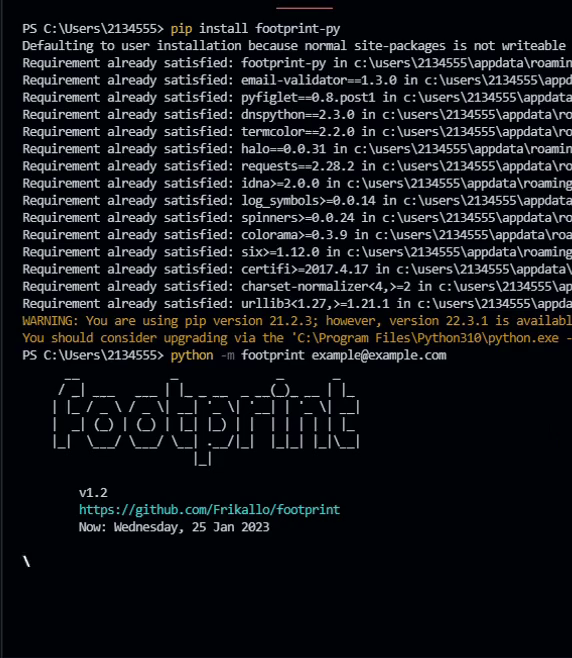 PS C:\Users\2134555> pip install footprint-py
Defaulting to user installation because normal site-packages is not writeable
Requirement already satisfied: footprint-py in c:\users\2134555\appdata\roamin
Requirement already satisfied: email-validator==1.3.0 in c:\users\2134555\appd
Requirement already satisfied: pyfiglet==0.8.post1 in c:\users\2134555\appdata
Requirement already satisfied: dnspython==2.3.0 in c:\users\2134555\appdata\ro
Requirement already satisfied: termcolor==2.2.0 in c:\users\2134555\appdata\ro
Requirement already satisfied: halo==0.0.31 in c:\users\2134555\appdata\roamin
Requirement already satisfied: requests==2.28.2 in c:\users\2134555\appdata\ro
Requirement already satisfied: idna>=2.0.0 in c:\users\2134555\appdata\roaming
Requirement already satisfied: log_symbols>=0.0.14 in c:\users\2134555\appdata
Requirement already satisfied: spinners>=0.0.24 in c:\users\2134555\appdata\ro
Requirement already satisfied: colorama>=0.3.9 in c:\users\2134555\appdata\roa
Requirement already satisfied: six>=1.12.0 in c:\users\2134555\appdata\roaming
Requirement already satisfied: certifi>=2017.4.17 in c:\users\2134555\appdata\
Requirement already satisfied: charset-normalizer<4,>=2 in c:\users\2134555\ap
Requirement already satisfied: urllib3<1.27,>=1.21.1 in c:\users\2134555\appda
WARNING: You are using pip version 21.2.3; however, version 22.3.1 is availabl
You should consider upgrading via the 'C:\Program Files\Python310\python.exe -
PS C:\Users\2134555> python -m footprint example@example.com
footprint
v1.2
https://github.com/Frikallo/footprint
Now: Wednesday, 25 Jan 2023
\